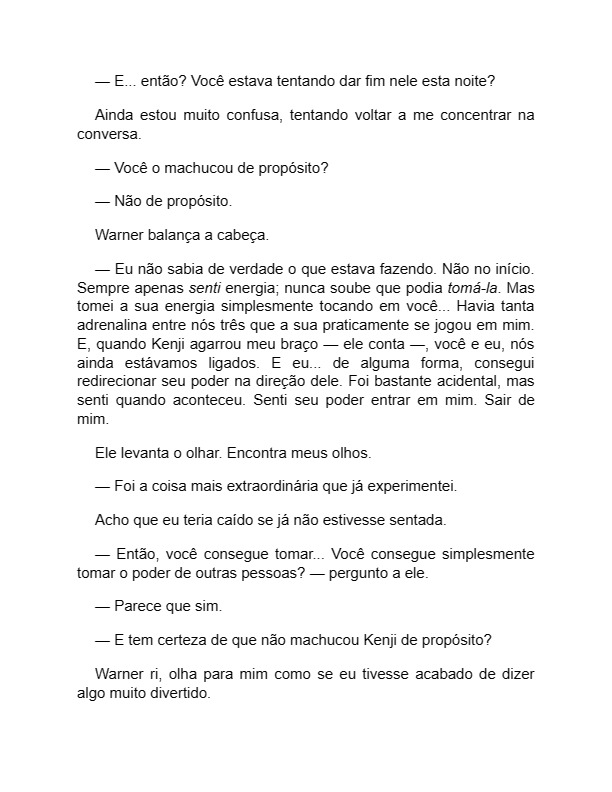 — E... então? Você estava tentando dar fim nele esta noite?
Ainda estou muito confusa, tentando voltar a me concentrar na
conversa.
— Você o machucou de propósito?
— Não de propósito.
Warner balança a cabeça.
— Eu não sabia de verdade o que estava fazendo. Não no início.
Sempre apenas senti energia; nunca soube que podia tomá-la. Mas
tomei a sua energia simplesmente tocando em você... Havia tanta
adrenalina entre nós três que a sua praticamente se jogou em mim.
E, quando Kenji agarrou meu braço — ele conta —, você e eu, nós
ainda estávamos ligados. E eu... de alguma forma, consegui
redirecionar seu poder na direção dele. Foi bastante acidental, mas
senti quando aconteceu. Senti seu poder entrar em mim. Sair de
mim.
Ele levanta o olhar. Encontra meus olhos.
— Foi a coisa mais extraordinária que já experimentei.
Acho que eu teria caído se já não estivesse sentada.
— Então, você consegue tomar... Você consegue simplesmente
tomar o poder de outras pessoas? — pergunto a ele.
— Parece que sim.
— E tem certeza de que não machucou Kenji de propósito?
Warner ri, olha para mim como se eu tivesse acabado de dizer
algo muito divertido.